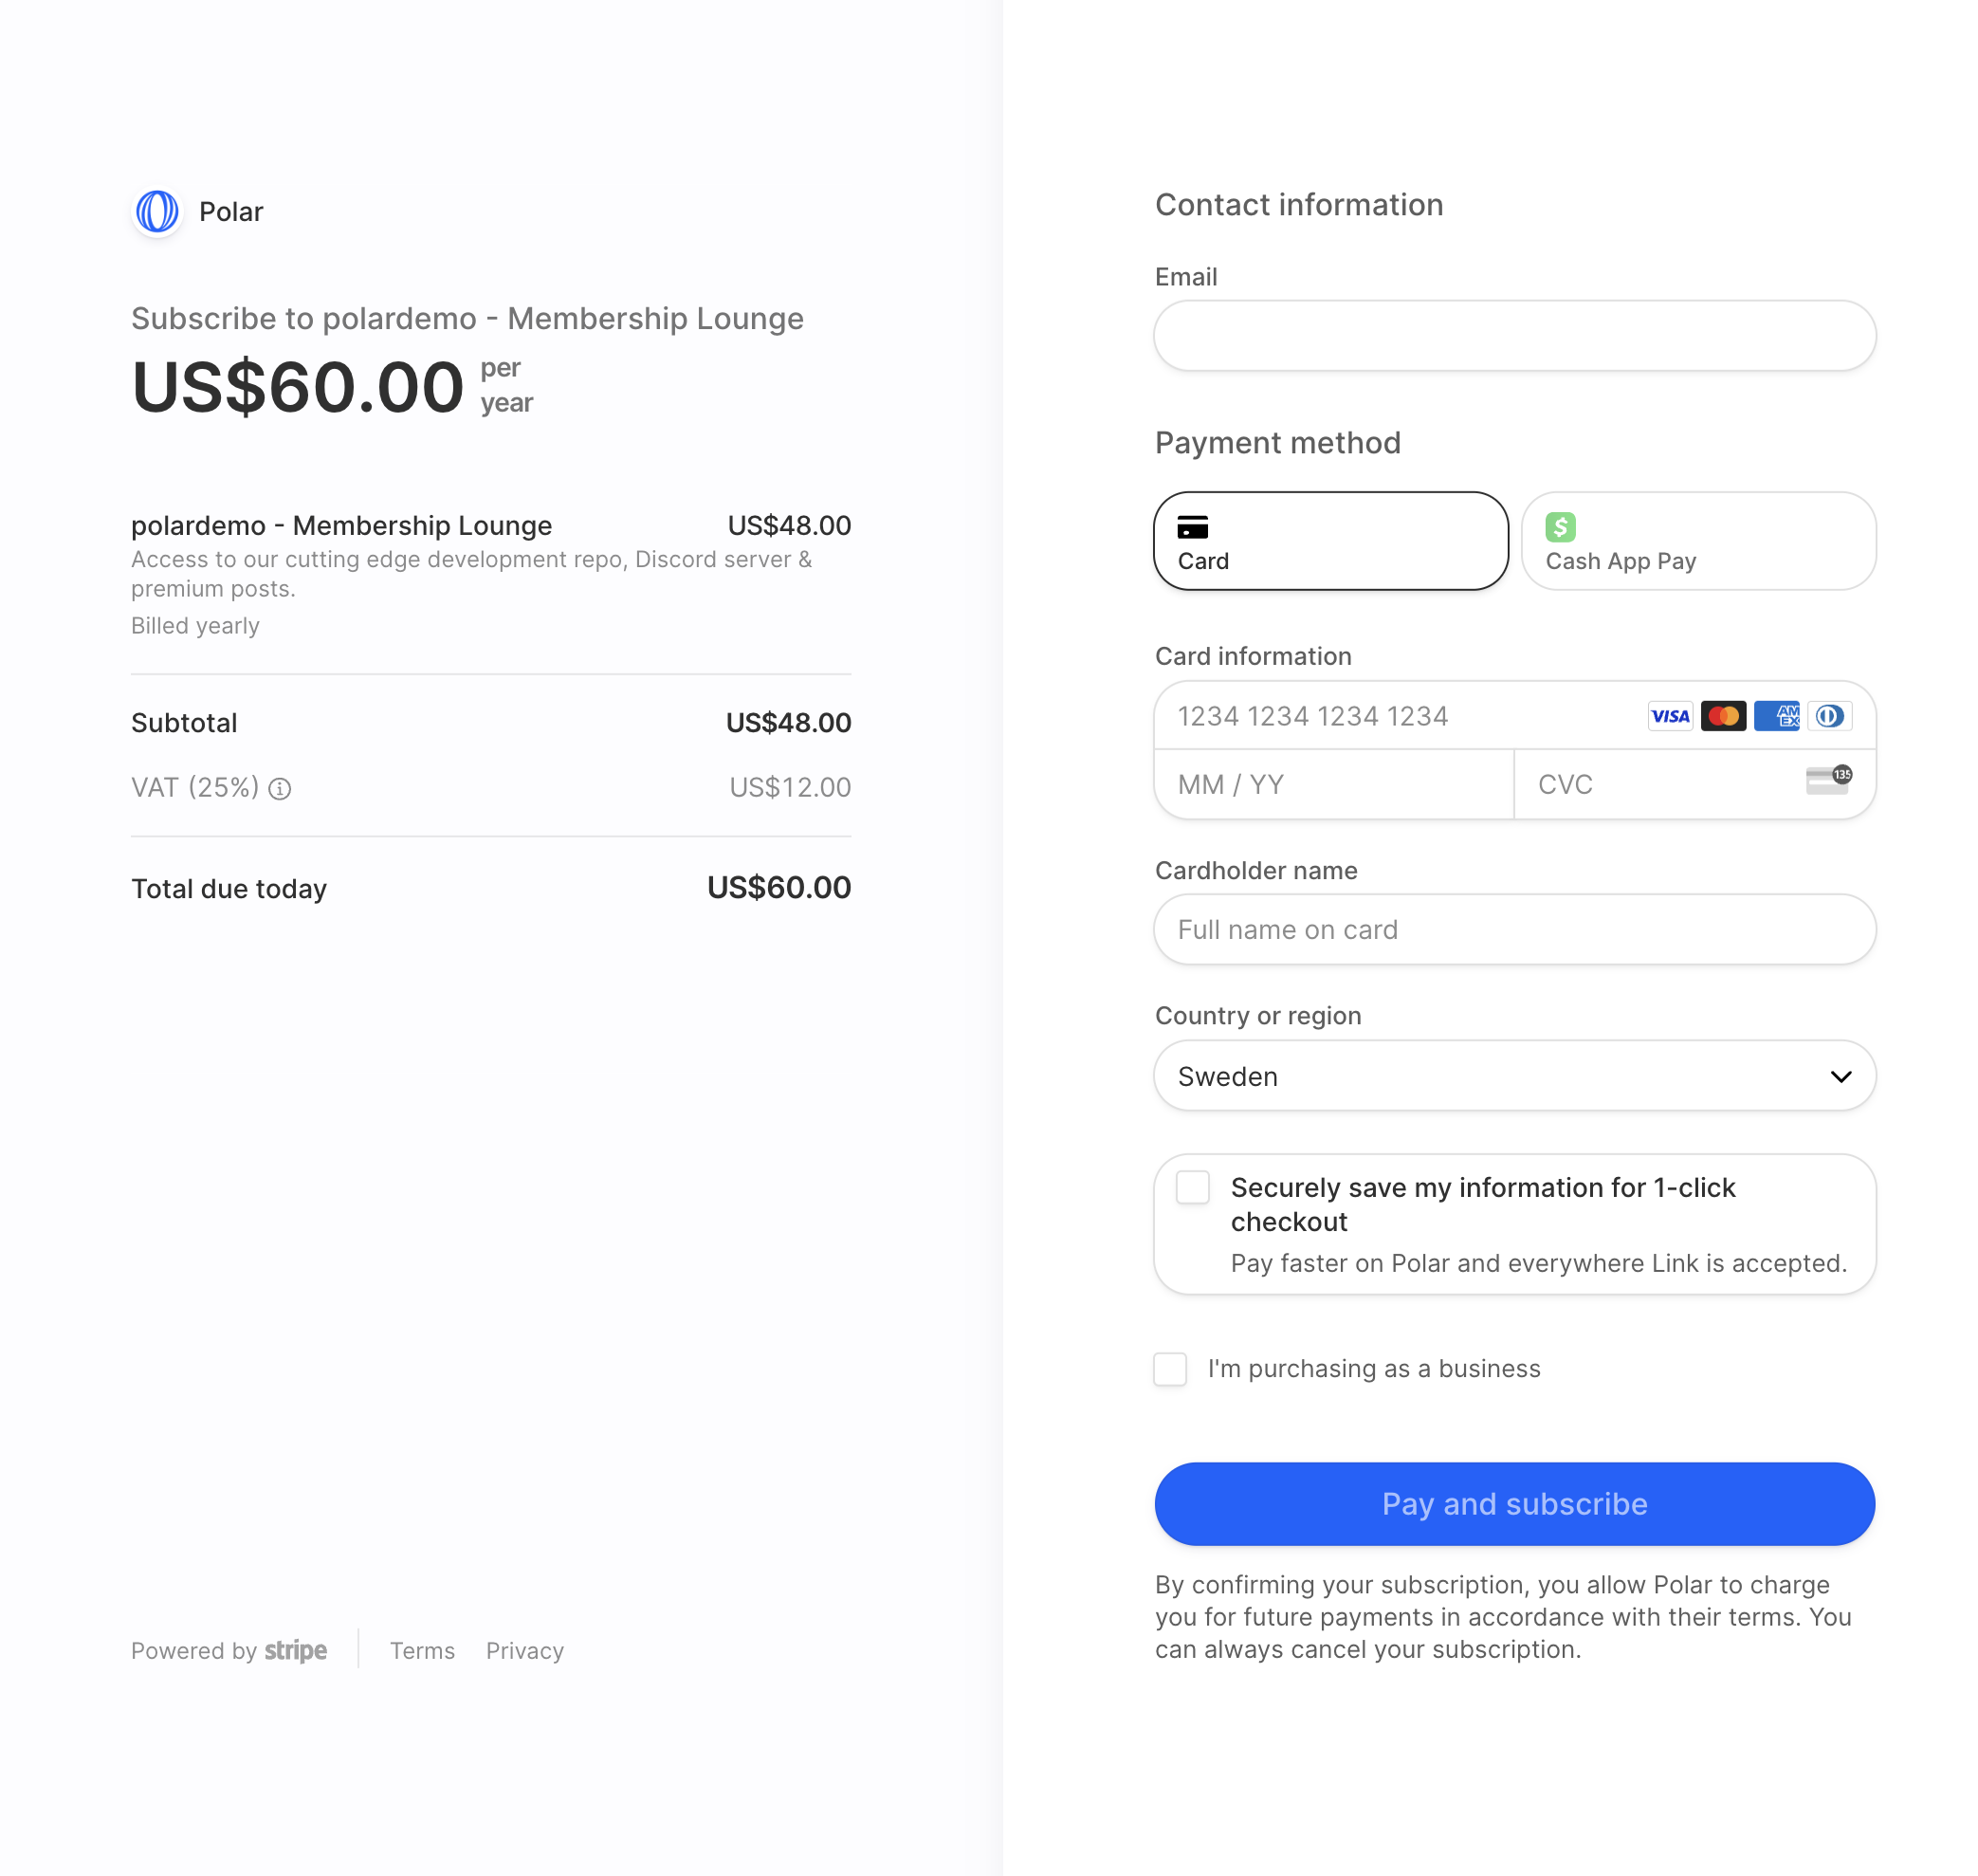 Polar
Subscribe to polardemo - Membership Lounge
US$60.00 per
year
polardemo - Membership Lounge US$48.00
Access to our cutting edge development repo, Discord server &
premium posts.
Billed yearly
Subtotal US$48.00
VAT (25%) US$12.00
Total due today US$60.00
Powered by stripe Terms Privacy
Contact information
Email
Payment method
Card
$
Cash App Pay
Card information
1234 1234 1234 1234 VISA AM EX
MM / YY
CVC 135
Cardholder name
Full name on card
Country or region
Sweden
Securely save my information for 1-click
checkout
Pay faster on Polar and everywhere Link is accepted.
I'm purchasing as a business
Pay and subscribe
By confirming your subscription, you allow Polar to charge
you for future payments in accordance with their terms. You
can always cancel your subscription.